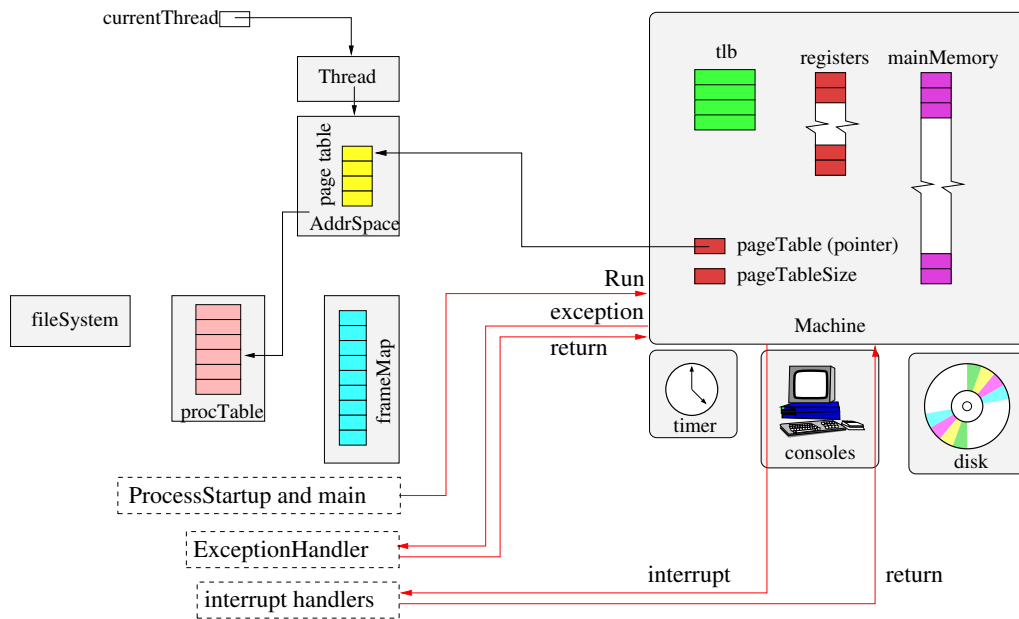 currentThread
Thread
page table
AddrSpace
tlb
registers
mainMemory
pageTable (pointer)
pageTableSize
Machine
Run
exception
return
fileSystem
procTable
frameMap
timer
consoles
disk
ProcessStartup and main
ExceptionHandler
interrupt handlers
interrupt
return